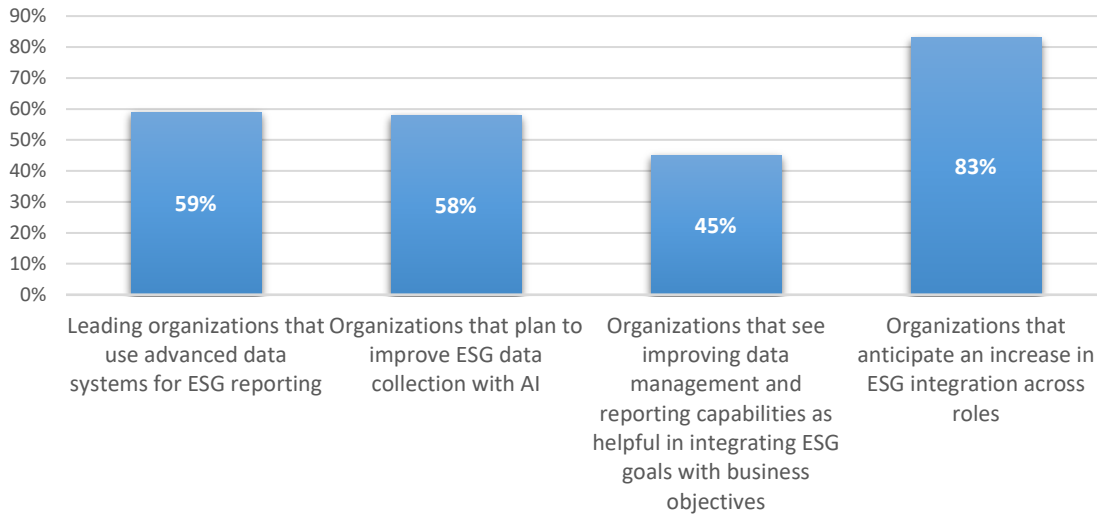 90%
80%
70%
60%
50%
40%
30%
20%
10%
0%
59%
58%
45%
83%
Leading organizations that
use advanced data
systems for ESG reporting
Organizations that plan to
improve ESG data
collection with AI
Organizations that see
improving data
management and
reporting capabilities as
helpful in integrating ESG
goals with business
objectives
Organizations that
anticipate an increase in
ESG integration across
roles